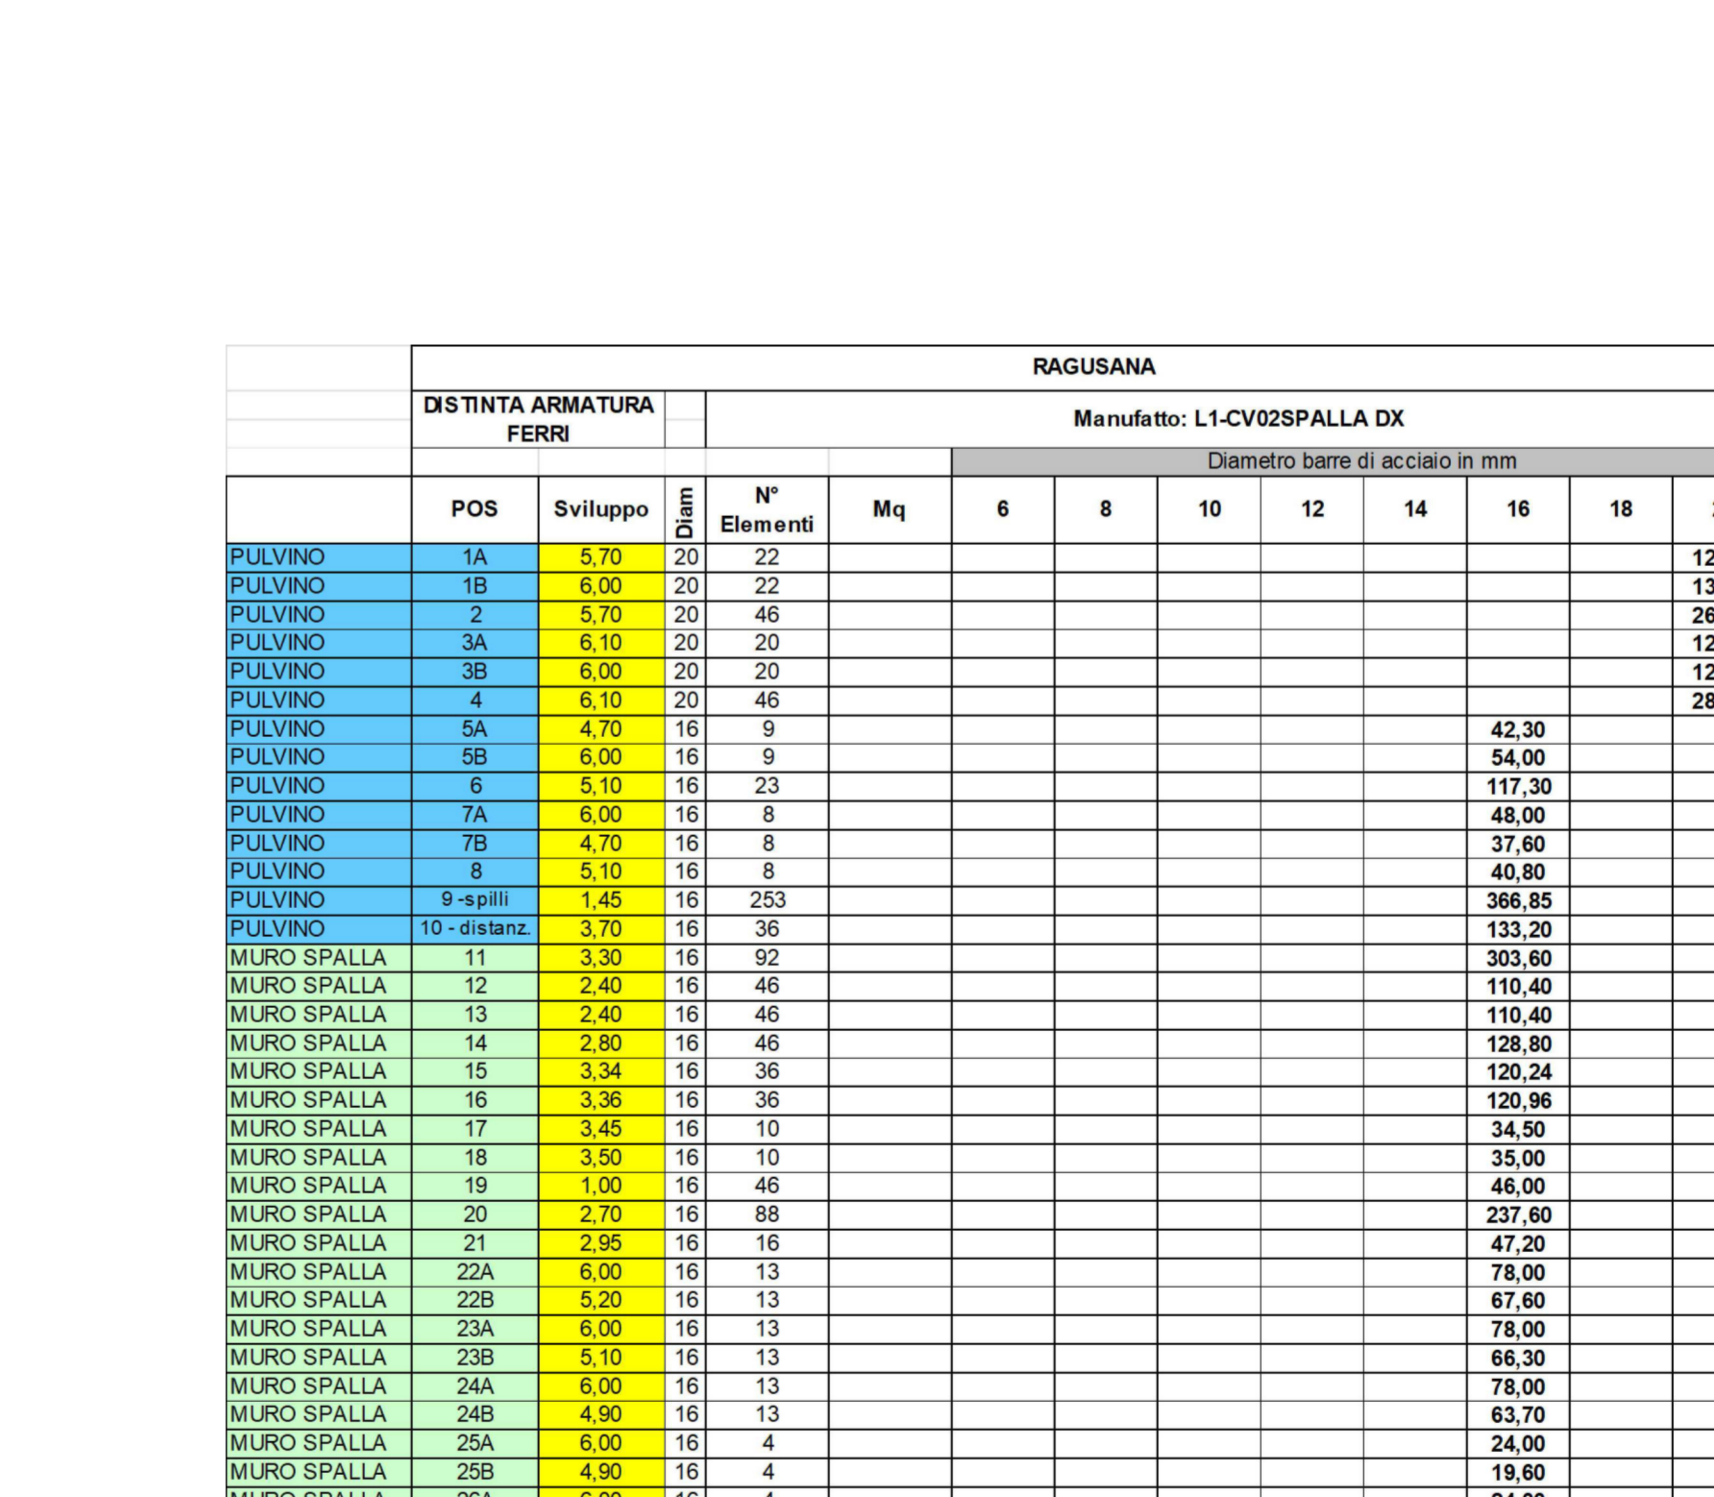 RAGUSANA
DISTINTA ARMATURA
FERRI
Manufatto: L1-CV02SPALLA DX
Diametro barre di acciaio in mm
POS Sviluppo Diam N° Elementi Mq 6 8 10 12 14 16 18
PULVINO 1A 5,70 20 22 12
PULVINO 1B 6,00 20 22 13
PULVINO 2 5,70 20 46 26
PULVINO 3A 6,10 20 20 12
PULVINO 3B 6,00 20 20 12
PULVINO 4 6,10 20 46 28
PULVINO 5A 4,70 16 9 42,30
PULVINO 5B 6,00 16 9 54,00
PULVINO 6 5,10 16 23 117,30
PULVINO 7A 6,00 16 8 48,00
PULVINO 7B 4,70 16 8 37,60
PULVINO 8 5,10 16 8 40,80
PULVINO 9 -spilli 1,45 16 253 366,85
PULVINO 10 - distanz. 3,70 16 36 133,20
MURO SPALLA 11 3,30 16 92 303,60
MURO SPALLA 12 2,40 16 46 110,40
MURO SPALLA 13 2,40 16 46 110,40
MURO SPALLA 14 2,80 16 46 128,80
MURO SPALLA 15 3,34 16 36 120,24
MURO SPALLA 16 3,36 16 36 120,96
MURO SPALLA 17 3,45 16 10 34,50
MURO SPALLA 18 3,50 16 10 35,00
MURO SPALLA 19 1,00 16 46 46,00
MURO SPALLA 20 2,70 16 88 237,60
MURO SPALLA 21 2,95 16 16 47,20
MURO SPALLA 22A 6,00 16 13 78,00
MURO SPALLA 22B 5,20 16 13 67,60
MURO SPALLA 23A 6,00 16 13 78,00
MURO SPALLA 23B 5,10 16 13 66,30
MURO SPALLA 24A 6,00 16 13 78,00
MURO SPALLA 24B 4,90 16 13 63,70
MURO SPALLA 25A 6,00 16 4 24,00
MURO SPALLA 25B 4,90 16 4 19,60